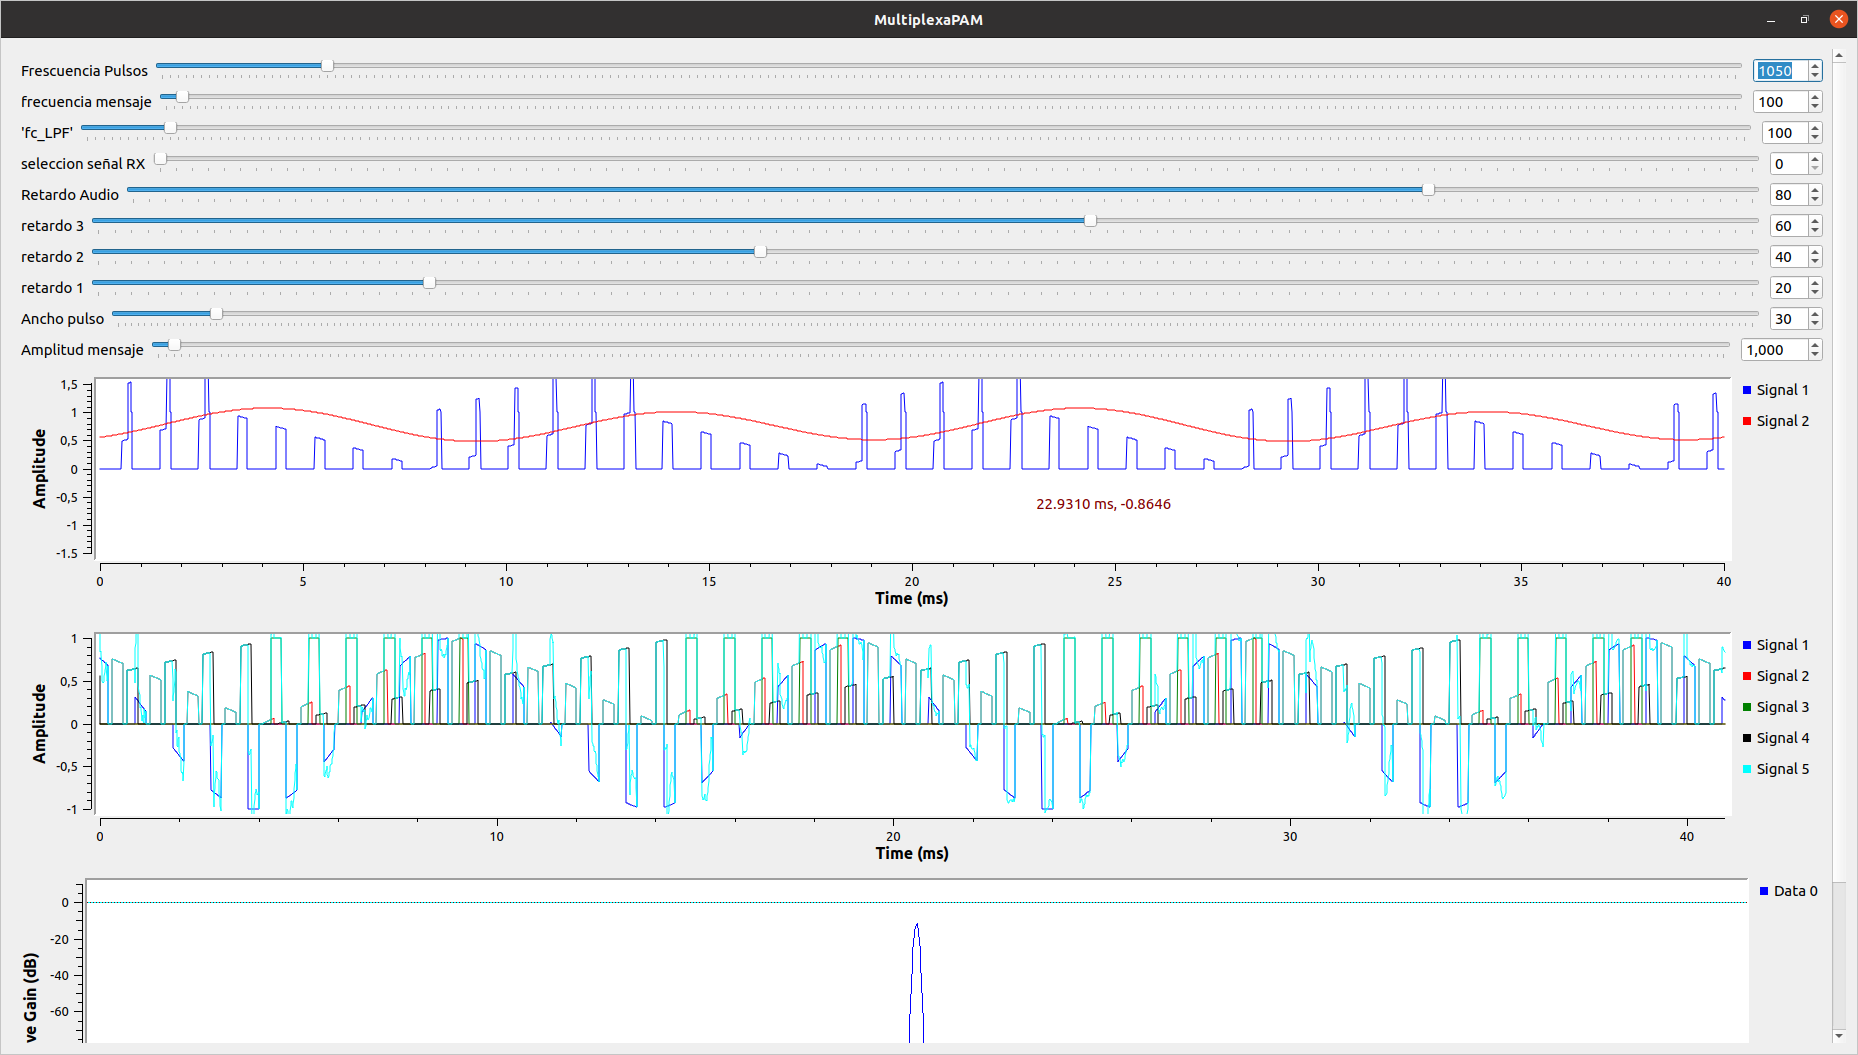 MultiplexaPAM
Frescuencia Pulsos 1050
frecuencia mensaje 100
'fc_LPF' 100
seleccion señal RX 0
Retardo Audio 80
retardo 3 60
retardo 2 40
retardo 1 20
Ancho pulso 30
Amplitud mensaje 1,000
Amplitude
1,5
1
0,5
0
-0,5
-1
-1.5
22.9310 ms, -0.8646
0 5 10 15 20 25 30 35 40
Time (ms)
Signal 1
Signal 2
Amplitude
1
0,5
0
-0,5
-1
0 10 20 30 40
Time (ms)
Signal 1
Signal 2
Signal 3
Signal 4
Signal 5
ve Gain (dB)
0
-20
-40
-60
Data 0